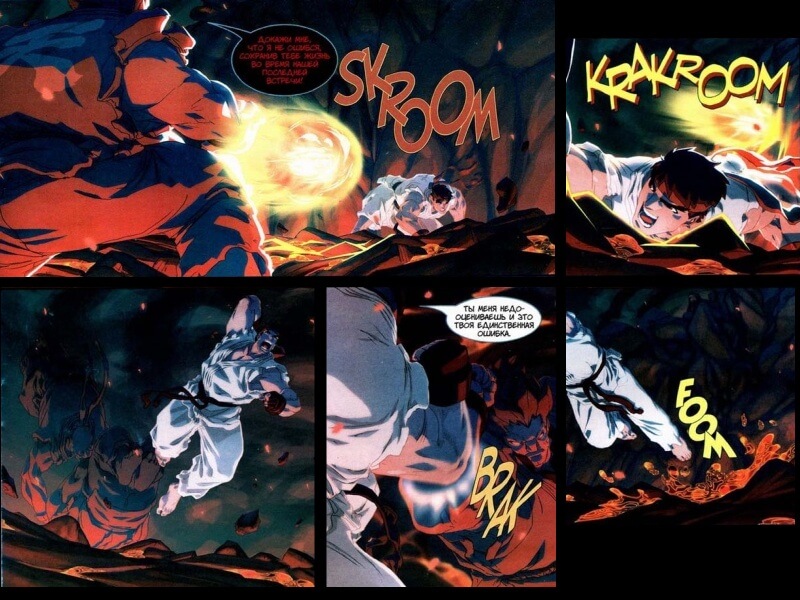 ДОКАЖИ МНЕ,
ЧТО Я НЕ ОШИБСЯ,
СОХРАНИВ ТЕБЕ ЖИЗНЬ
ВО ВРЕМЯ НАШЕЙ
ПОСЛЕДНЕЙ
ВСТРЕЧИ!
SKROOM
KRAKROOM
ТЫ МЕНЯ НЕДО-
ОЦЕНИВАЕШЬ И ЭТО
ТВОЯ ЕДИНСТВЕННАЯ
ОШИБКА.
BRAK
FOOM